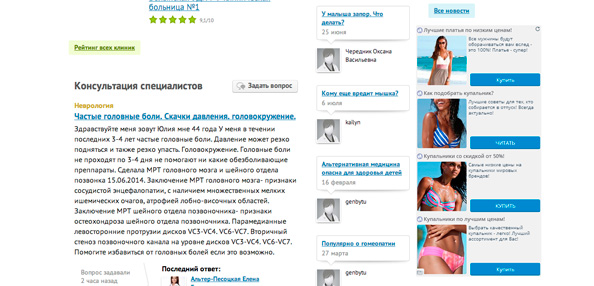 больница №1
9.1/10
Рейтинг всех клиник
Консультация специалистов
Задать вопрос
Неврология
Частые головные боли. Скачки давления, головокружение.
Здравствуйте меня зовут Юлия мне 44 года У меня в течении
последних 3-4 лет частые головные боли. Давление может резко
подняться и также резко упасть. Головокружение. Головные боли
не проходят по 3-4 дня не помогают ни какие обезболивающие
препараты. Сделала МРТ головного мозга и шейного отдела
позвонка 15.06.2014. Заключение МРТ головного мозга- признаки
сосудистой энцефалопатии, с наличием множественных мелких
ишемических очагов, атрофией лобно-височных областей.
Заключение МРТ шейного отдела позвоночника- признаки
остеохондроза шейного отдела позвоночника. Парамедианные
левосторонние протрузии дисков VC3-VC4, VC6-VC7. Вторичный
стеноз позвоночного канала на уровне дисков VC3-VC4, VC6-VC7.
Помогите избавиться от головных болей если это возможно.
Вопрос задавали
2 часа назад
Последний ответ:
Альтер-Песоцкая Елена
У малыша запор. Что
делать?
25 июня
Чередник Оксана
Васильевна
Кому еще вредит мышка?
6 июля
kallyn
Альтернативная медицина
опасна для здоровья детей
16 февраля
geribytu
Популярно о гомеопатии
27 марта
geribytu
Все новости
Лучшие платья по низким ценам!
Все мужчины будут
оборачиваться вам вслед -
это 100%! Платья - супер!
Купить
Как подобрать купальник?
Лучшие советы для тех, кто
собирается в отпуск! Всегда
актуально!
ЧИТАТЬ
Купальники со скидкой от 50%!
Самые низкие цены на
купальники мировых
брендов!
Купить
Купальники по лучшим ценам!
Выбрать качественный
купальник - легко! Лучший
ассортимент для Вас!
Купить